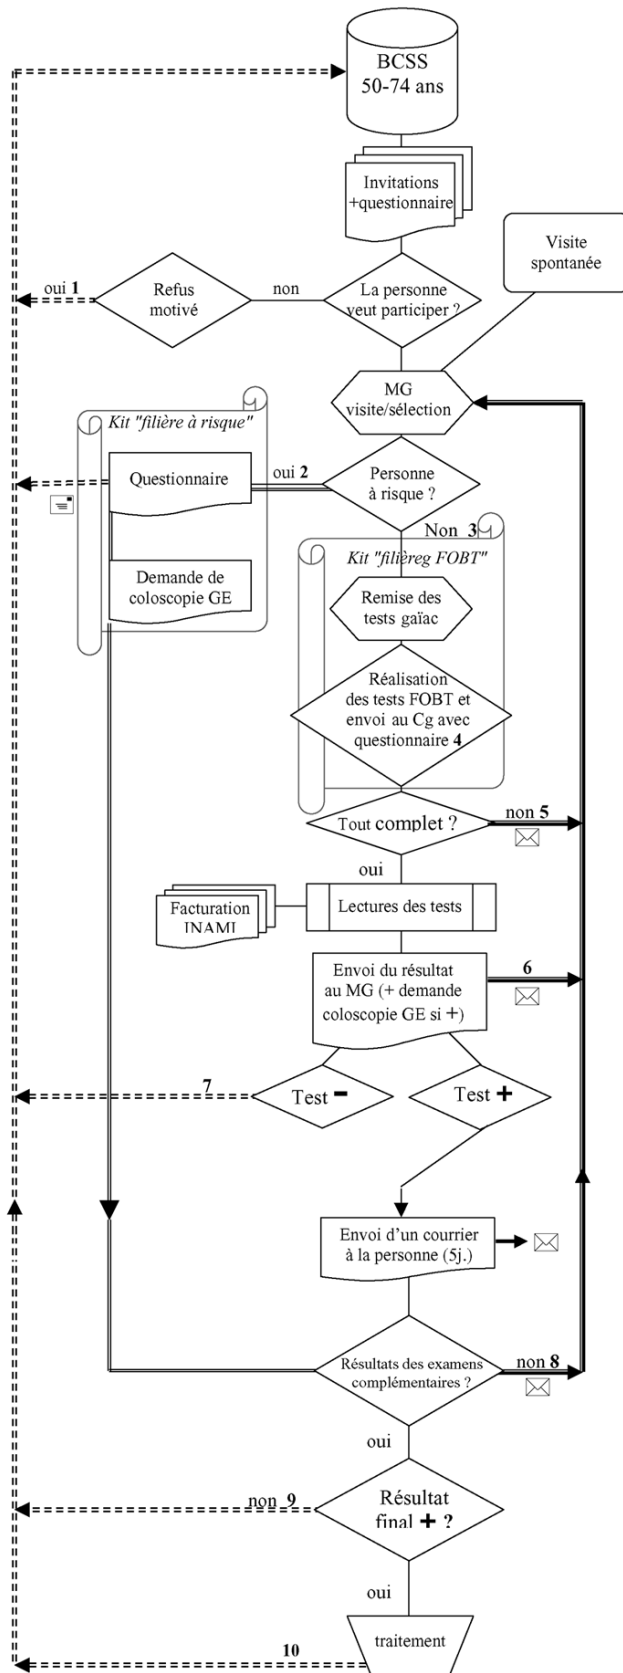 BCSS
50-74 ans
Invitations
+questionnaire
Visite
spontanée
oui 1
Refus
motivé
non
La personne
veut participer ?
MG
visite/sélection
Kit "filière à risque"
Questionnaire
oui 2
Personne
à risque ?
Non 3
Kit "filièreg FOBT"
Demande de
coloscopie GE
Remise des
tests gaïac
Réalisation
des tests FOBT et
envoi au Cg avec
questionnaire 4
Tout complet ?
non 5
oui
Facturation
INAMI
Lectures des tests
Envoi du résultat
au MG (+ demande
coloscopie GE si +)
6
7
Test -
Test +
Envoi d'un courrier
à la personne (5j.)
Résultats des examens
complémentaires ?
non 8
oui
non 9
Résultat
final + ?
oui
10
traitement